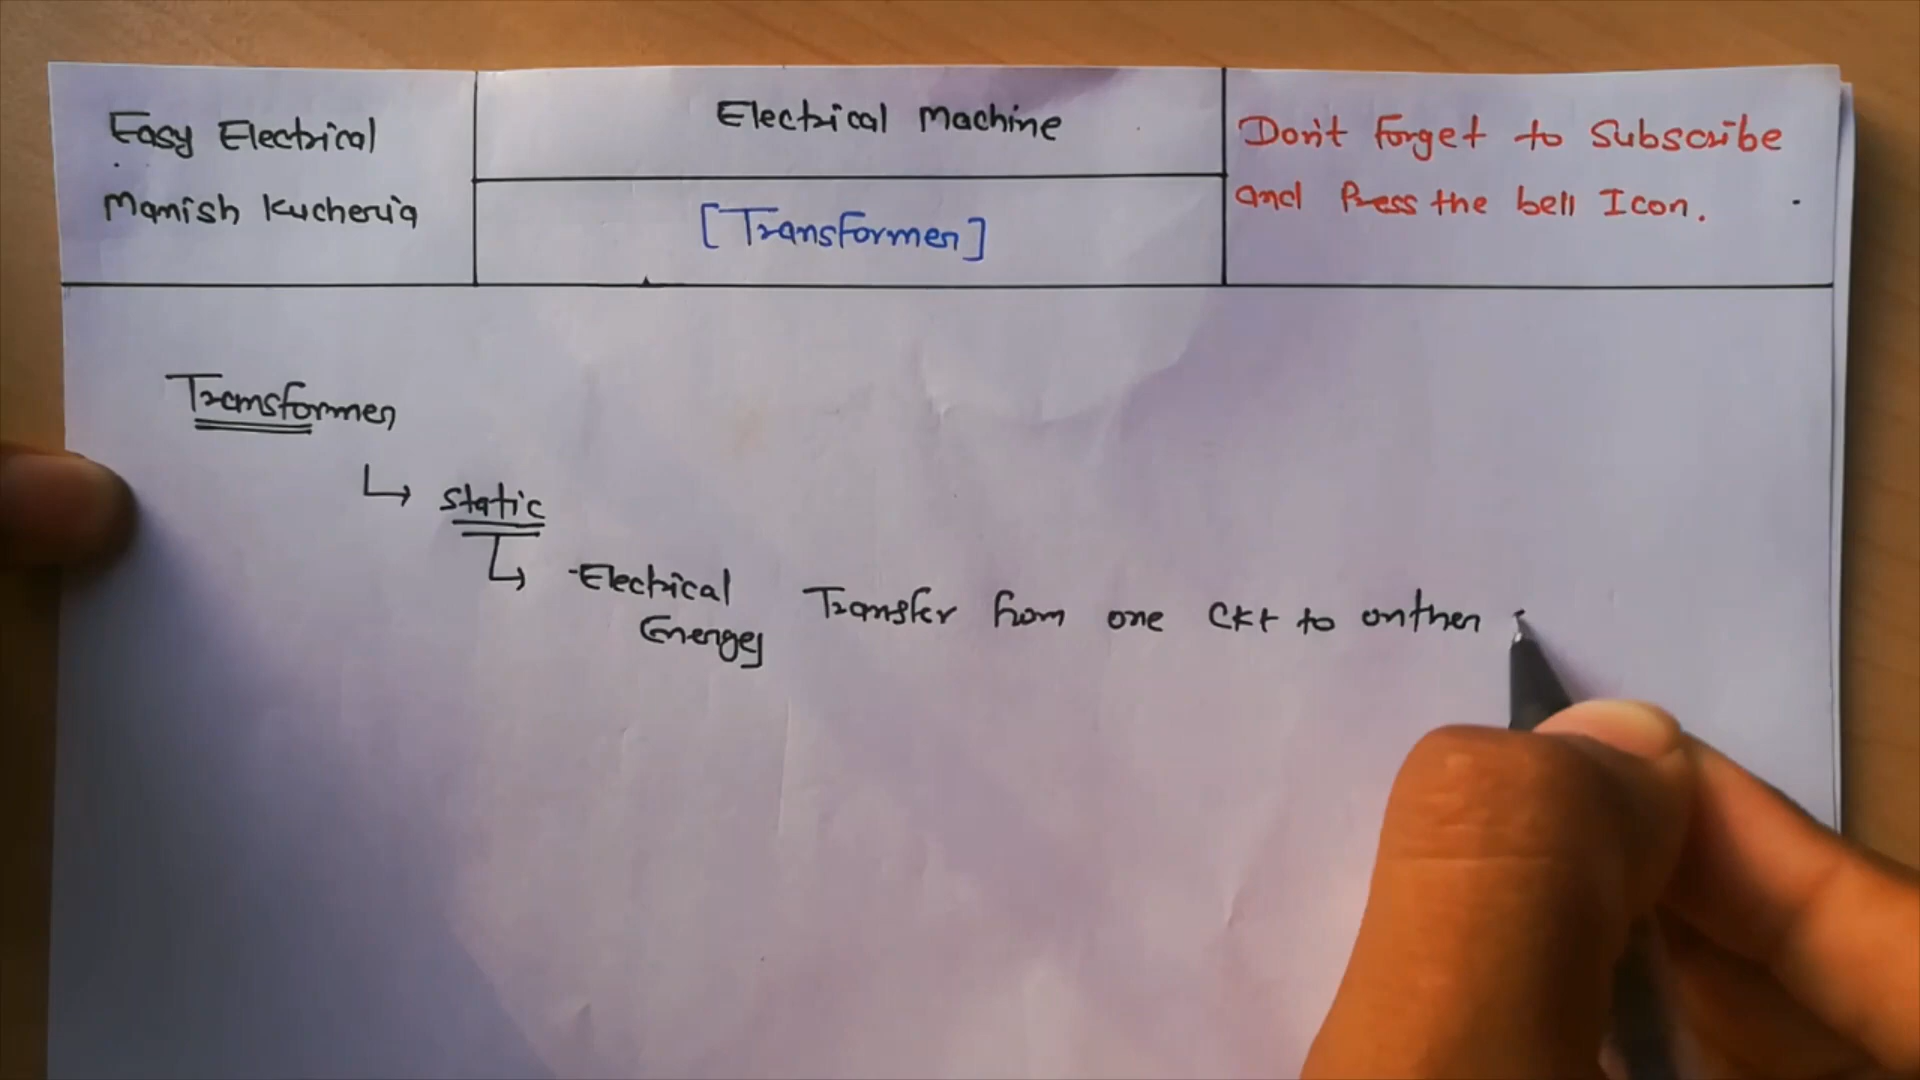 Easy Electrical
Manish Kucheria
Electrical Machine
[Transformer]
Don't forget to Subscribe
and Press the bell Icon.
Transformer
↳ static
↳ Electrical Transfer from one Ckt to onther
Energy